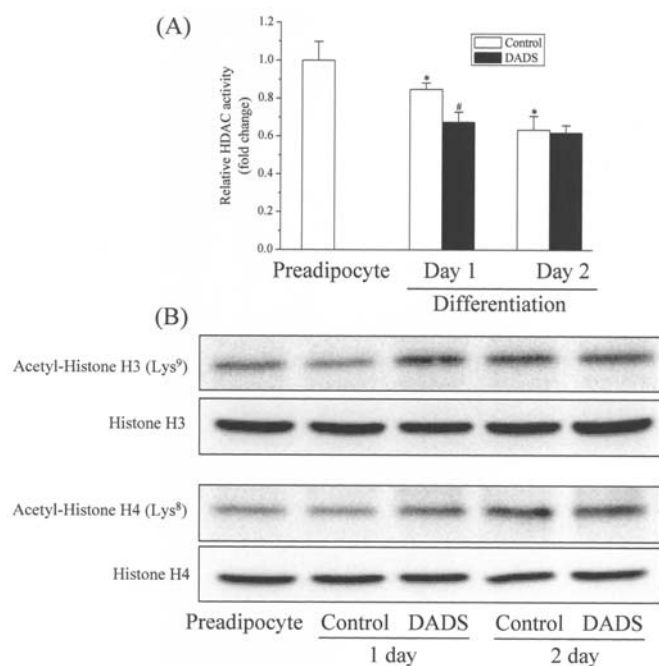 (A)
Relative HDAC activity
(fold change)
1.2
1.0
0.8
0.6
0.4
0.2
0.0
Control
DADS
*
#
*
Preadipocyte
Day 1
Day 2
Differentiation
(B)
Acetyl-Histone H3 (Lys⁹)
Histone H3
Acetyl-Histone H4 (Lys⁸)
Histone H4
Preadipocyte
Control DADS Control DADS
1 day 2 day